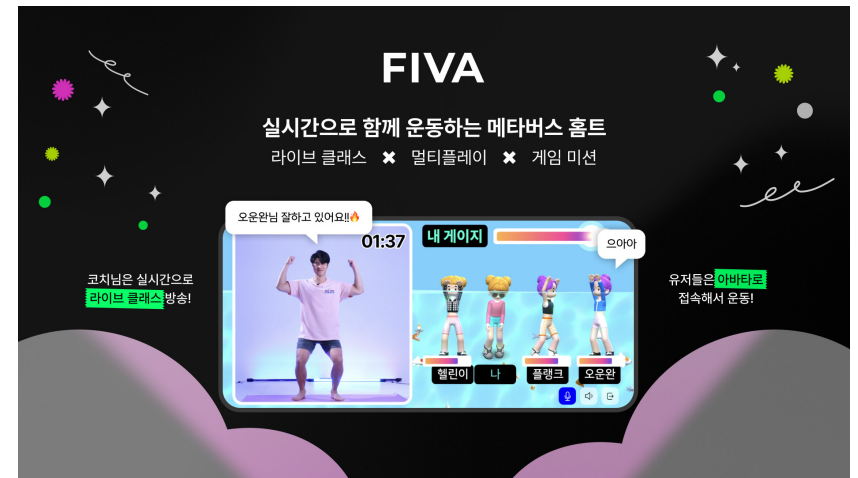 FIVA
실시간으로 함께 운동하는 메타버스 홈트
라이브 클래스 ✖ 멀티플레이 ✖ 게임 미션
오운완님 잘하고 있어요!!🔥
01:37
내 게이지
으아아
코치님은 실시간으로
라이브 클래스 방송!
유저들은 아바타로
접속해서 운동!
헬린이
나
플랭크
오운완